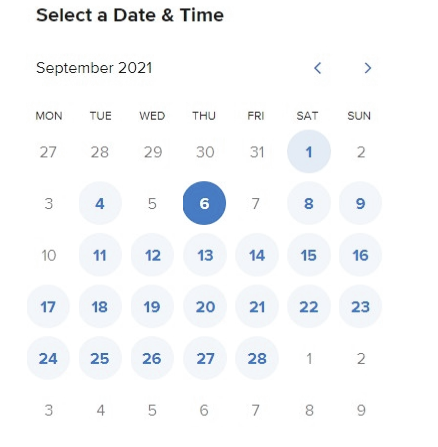 Select a Date & Time
September 2021
MON TUE WED THU FRI SAT SUN
27 28 29 30 31 1 2
3 4 5 6 7 8 9
10 11 12 13 14 15 16
17 18 19 20 21 22 23
24 25 26 27 28 1 2
3 4 5 6 7 8 9